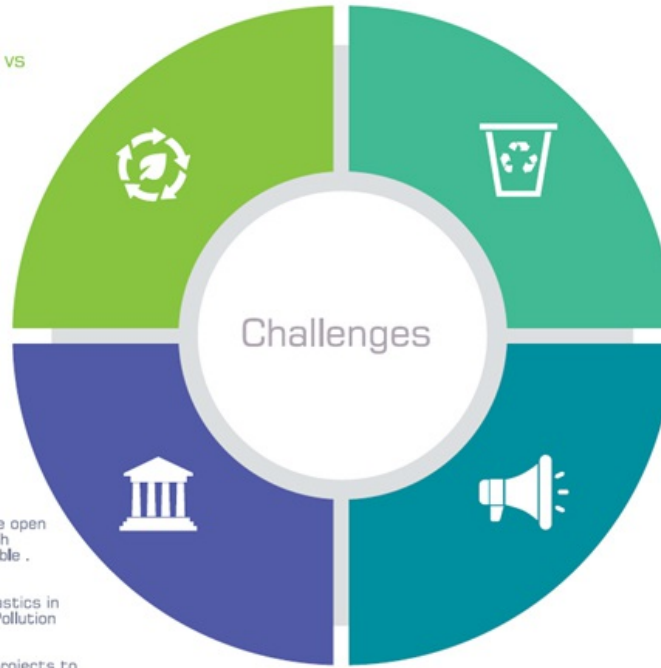 vs
Challenges
e open
h
ble .
astics in
Pollution
rojects to